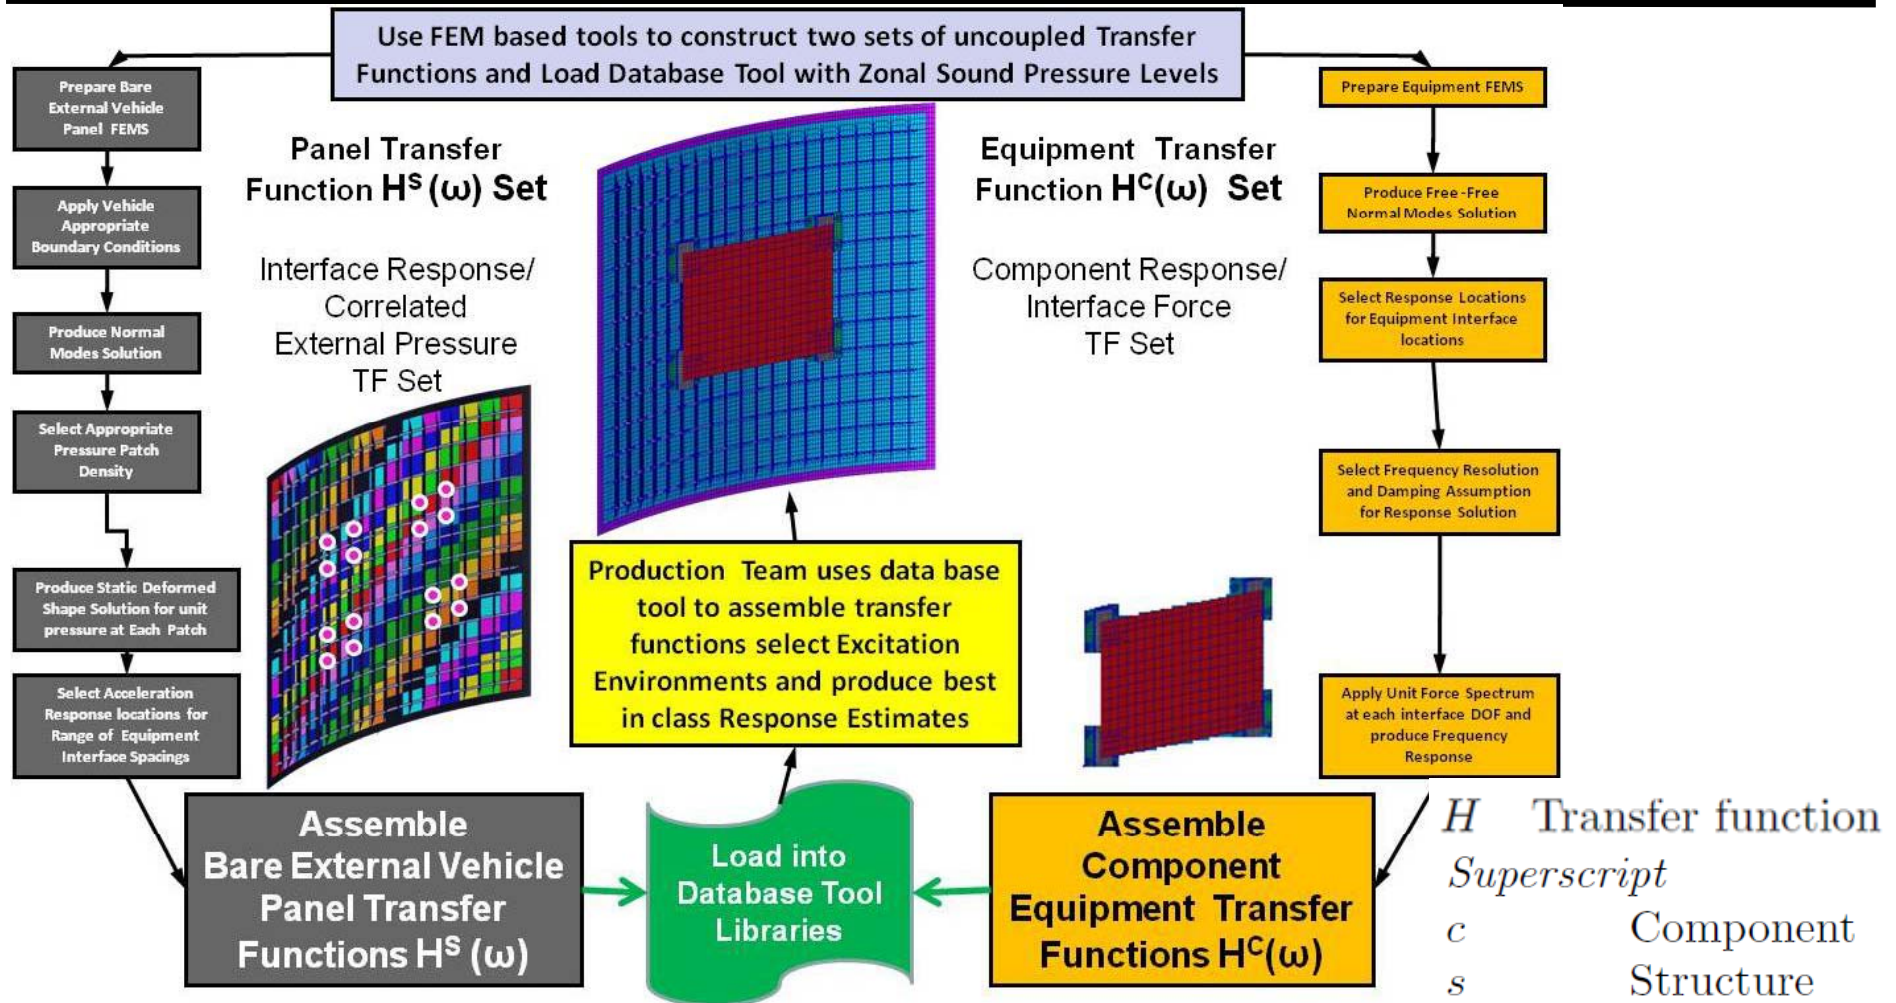 Use FEM based tools to construct two sets of uncoupled Transfer
Functions and Load Database Tool with Zonal Sound Pressure Levels
Prepare Bare
External Vehicle
Panel FEMS
Apply Vehicle
Appropriate
Boundary Conditions
Produce Normal
Modes Solution
Select Appropriate
Pressure Patch
Density
Produce Static Deformed
Shape Solution for unit
pressure at Each Patch
Select Acceleration
Response locations for
Range of Equipment
Interface Spacings
Panel Transfer
Function H^S (ω) Set
Interface Response/
Correlated
External Pressure
TF Set
Equipment Transfer
Function H^C(ω) Set
Component Response/
Interface Force
TF Set
Prepare Equipment FEMS
Produce Free-Free
Normal Modes Solution
Select Response Locations
for Equipment Interface
locations
Select Frequency Resolution
and Damping Assumption
for Response Solution
Apply Unit Force Spectrum
at each interface DOF and
produce Frequency
Response
Production Team uses data base
tool to assemble transfer
functions select Excitation
Environments and produce best
in class Response Estimates
Assemble
Bare External Vehicle
Panel Transfer
Functions H^S (ω)
Load into
Database Tool
Libraries
Assemble
Component
Equipment Transfer
Functions H^C(ω)
H Transfer function
Superscript
c Component
s Structure